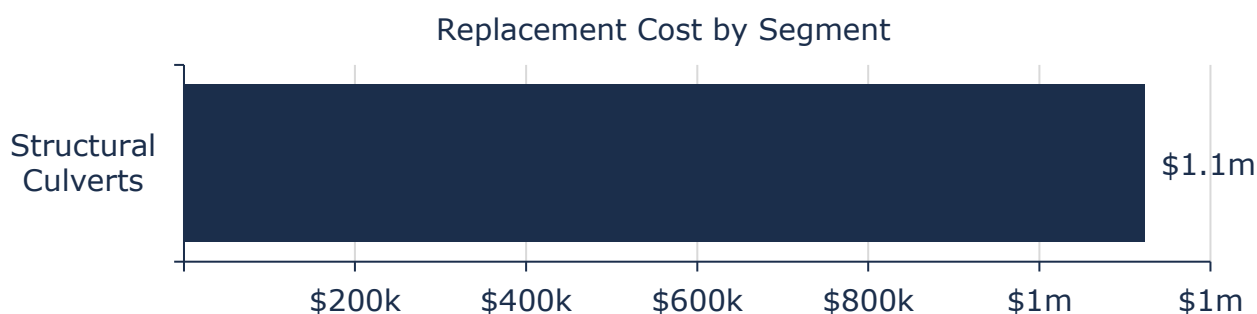 Replacement Cost by Segment
Structural
Culverts
$1.1m
$200k $400k $600k $800k $1m $1m